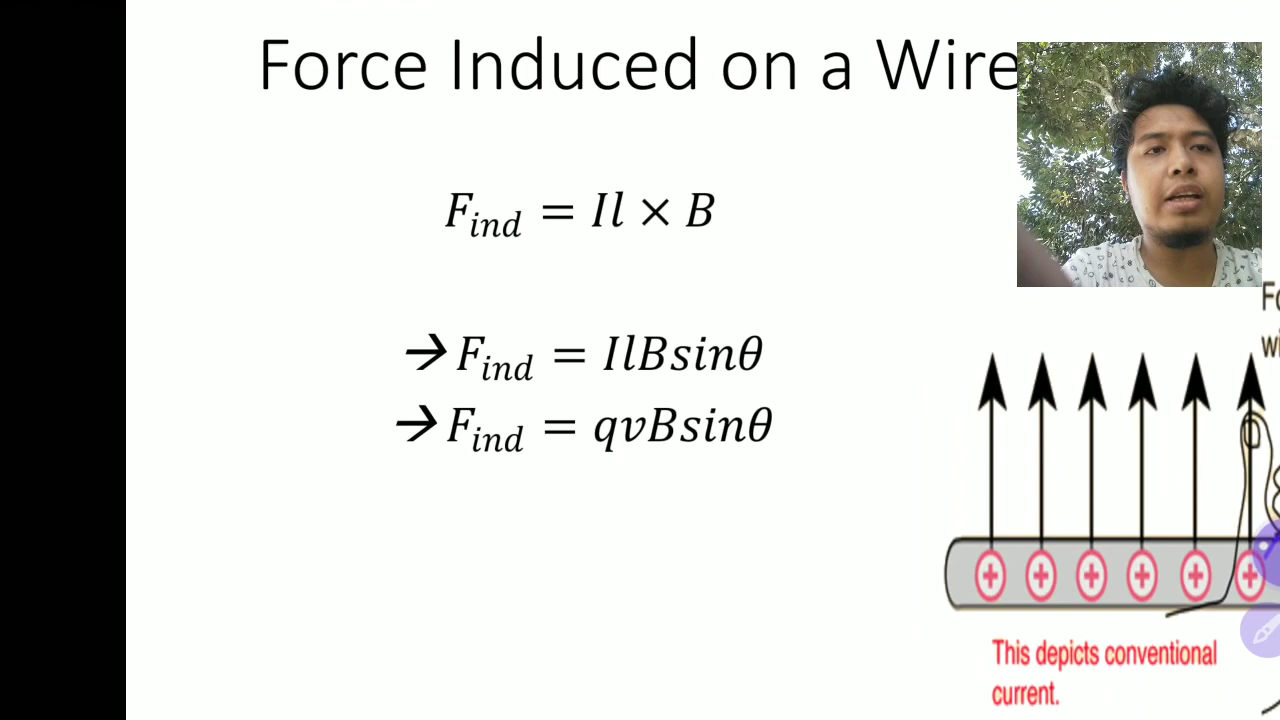 Force Induced on a Wire
F_ind = Il × B
→ F_ind = IlBsinθ
→ F_ind = qvBsinθ
+ + + + + +
This depicts conventional
current.